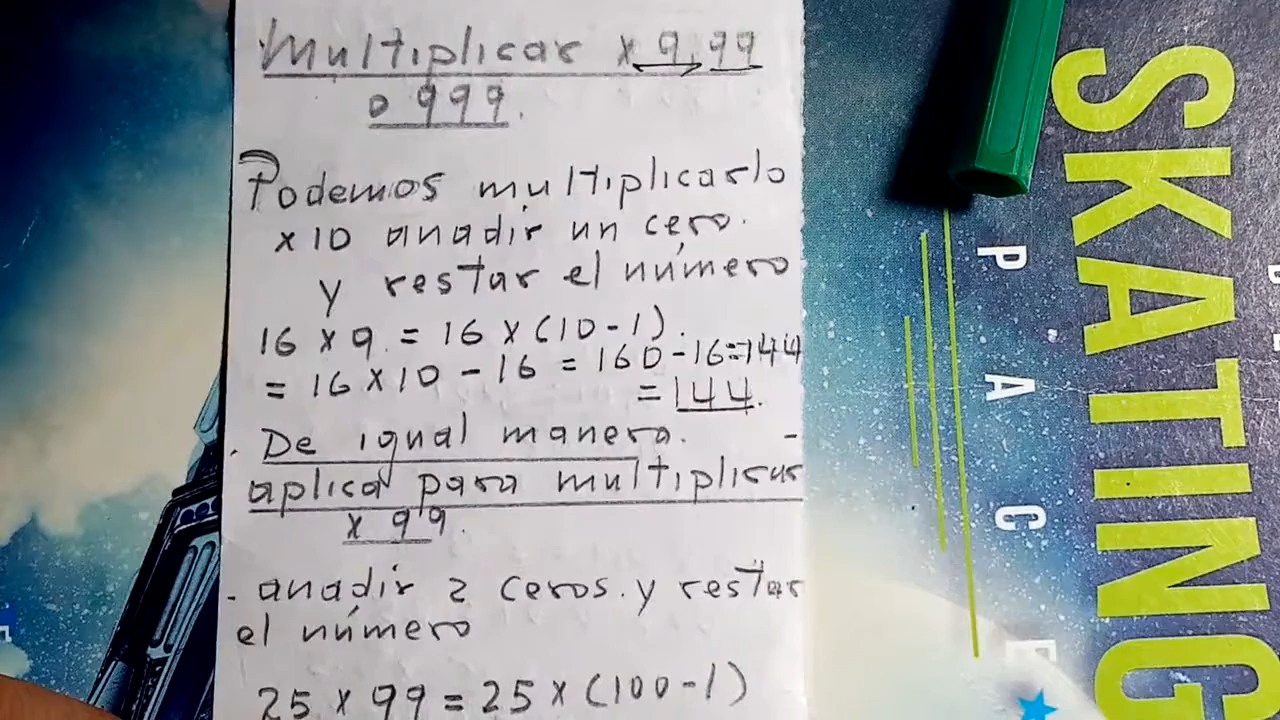 Multiplicar x 9, 99
o 999.
Podemos multiplicarlo
x10 anadir un cero.
y restar el número
16 x 9 = 16 x (10-1).
= 16 x 10 - 16 = 160 - 16 = 144
= 144.
. De igual manera. -
aplica para multiplicar
x 99.
. anadir 2 ceros. y restar
el número
25 x 99 = 25 x (100-1)
SKATING
PACE